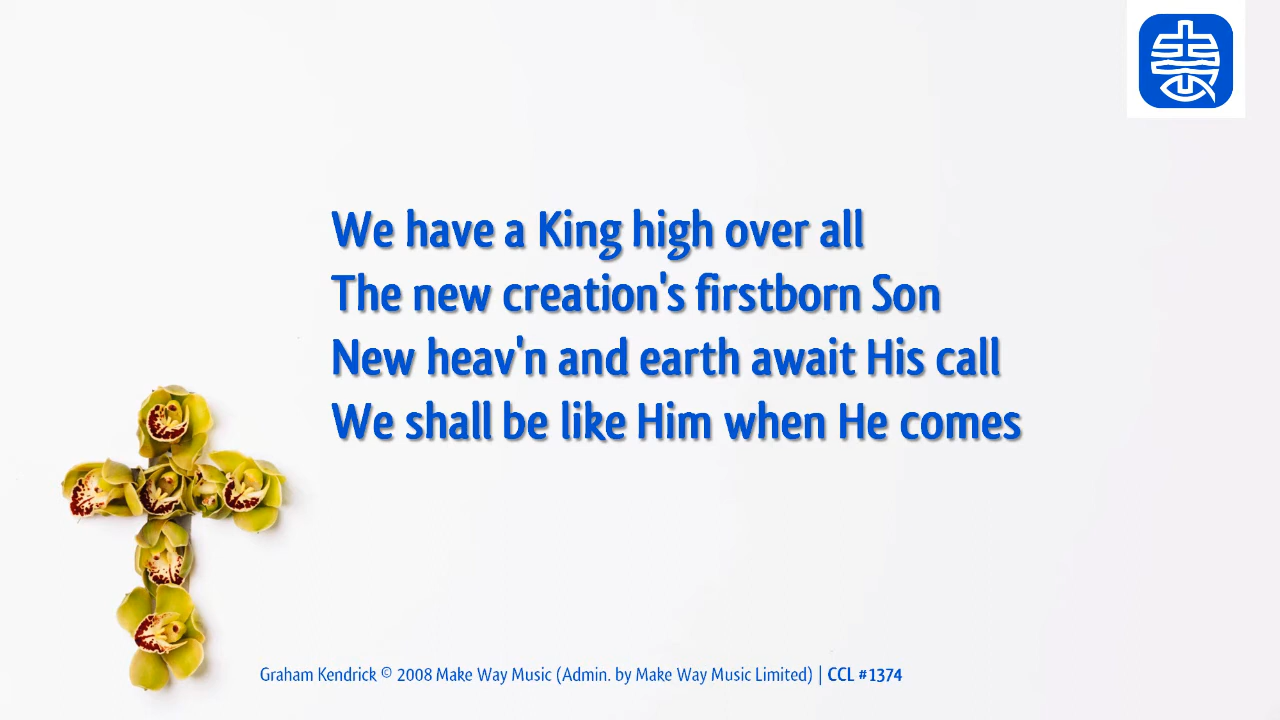 We have a King high over all
The new creation's firstborn Son
New heav'n and earth await His call
We shall be like Him when He comes
Graham Kendrick © 2008 Make Way Music (Admin. by Make Way Music Limited) | CCL #1374